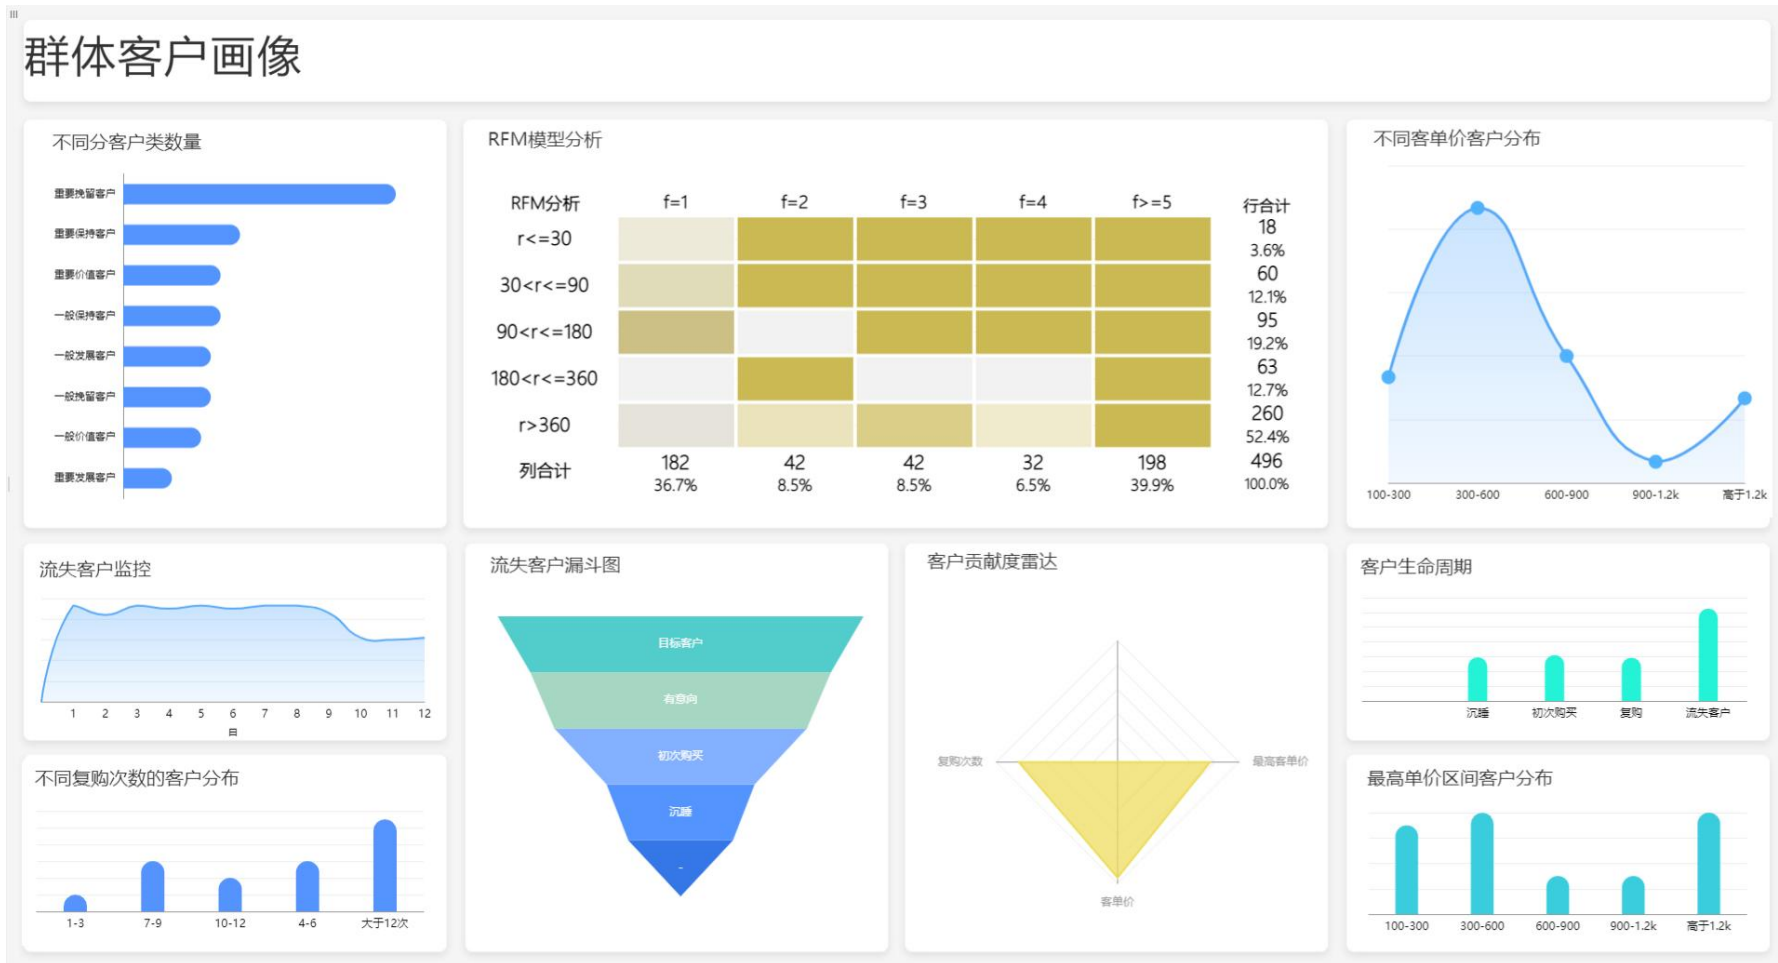 群体客户画像
不同分客户类数量
重要挽留客户
重要保持客户
重要价值客户
一般保持客户
一般发展客户
一般挽留客户
一般价值客户
重要发展客户
RFM模型分析
RFM分析 f=1 f=2 f=3 f=4 f>=5 行合计
r<=30 18
3.6%
30<r<=90 60
12.1%
90<r<=180 95
19.2%
180<r<=360 63
12.7%
r>360 260
52.4%
列合计 182 42 42 32 198 496
36.7% 8.5% 8.5% 6.5% 39.9% 100.0%
不同客单价客户分布
100-300 300-600 600-900 900-1.2k 高于1.2k
流失客户监控
1 2 3 4 5 6 7 8 9 10 11 12
不同复购次数的客户分布
1-3 7-9 10-12 4-6 大于12次
流失客户漏斗图
目标客户
有意向
初次购买
沉睡
-
客户贡献度雷达
复购次数
最高客单价
客单价
客户生命周期
沉睡 初次购买 复购 流失客户
最高单价区间客户分布
100-300 300-600 600-900 900-1.2k 高于1.2k